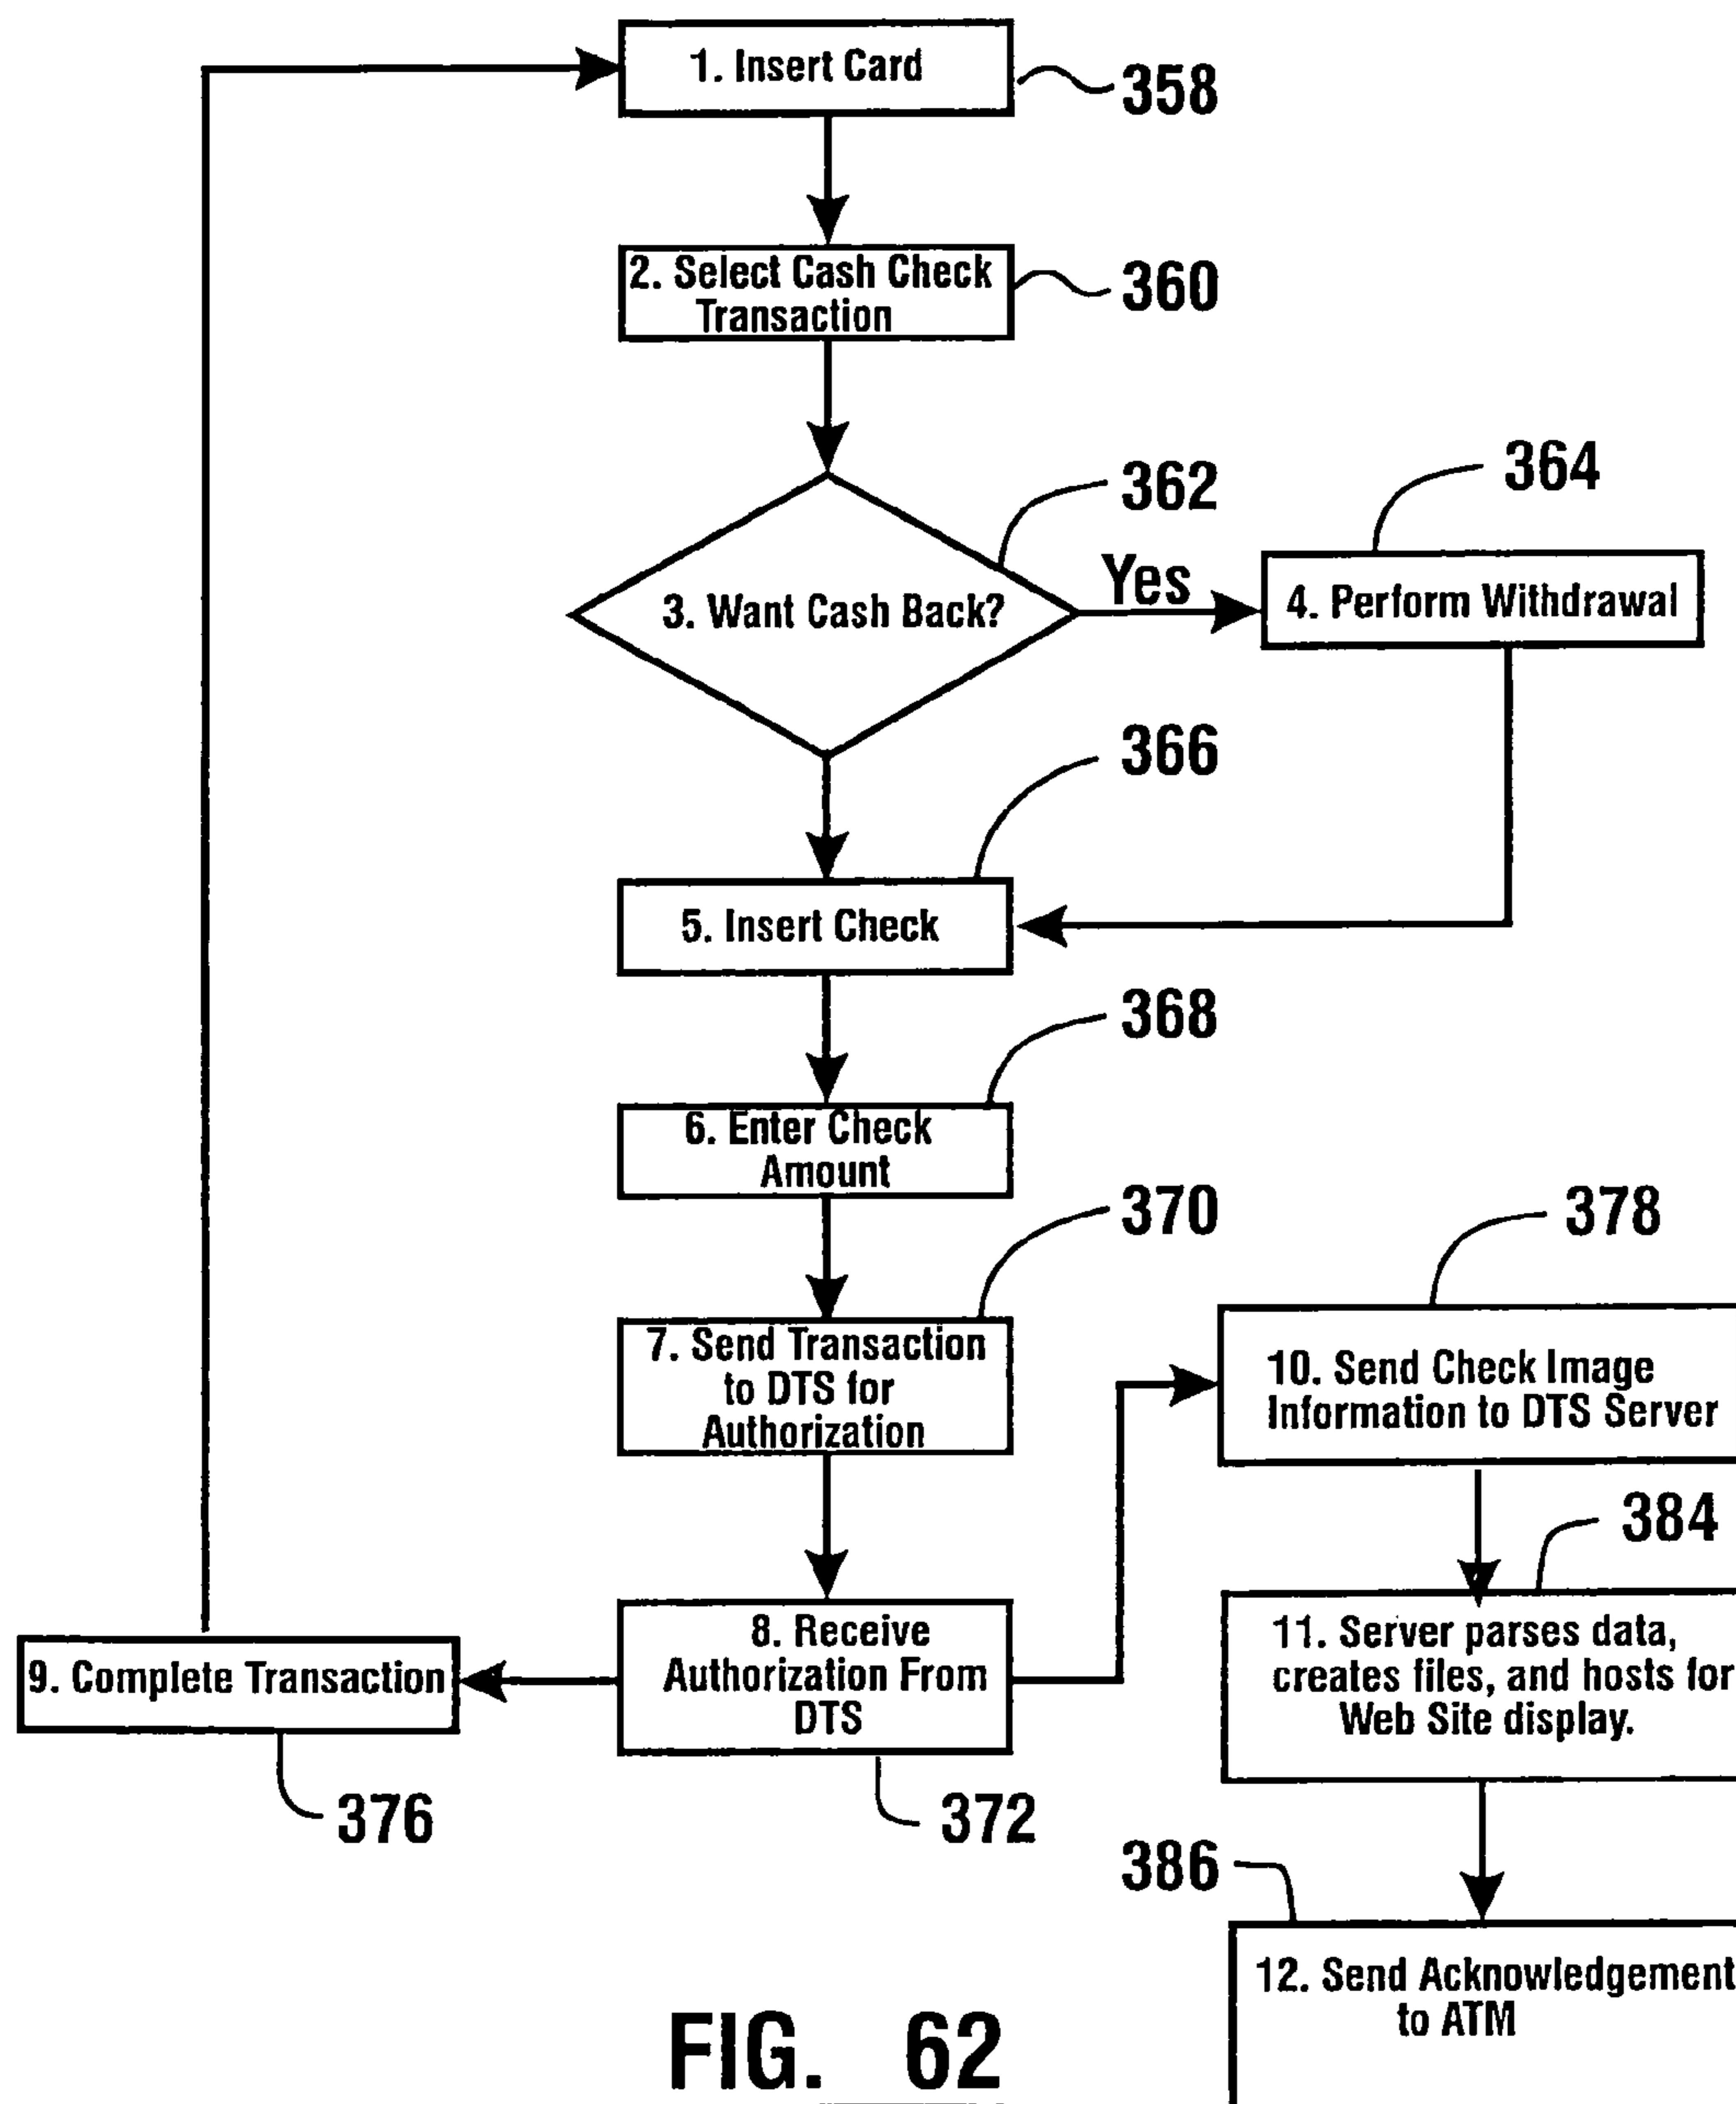 1. Insert Card
358
2. Select Cash Check
Transaction
360
362
364
3. Want Cash Back?
Yes
4. Perform Withdrawal
366
5. Insert Check
368
6. Enter Check
Amount
370
378
7. Send Transaction
to DTS for
Authorization
10. Send Check Image
Information to DTS Server
384
8. Receive
Authorization From
DTS
9. Complete Transaction
11. Server parses data,
creates files, and hosts for
Web Site display.
376
372
386
12. Send Acknowledgement
to ATM
FIG. 62